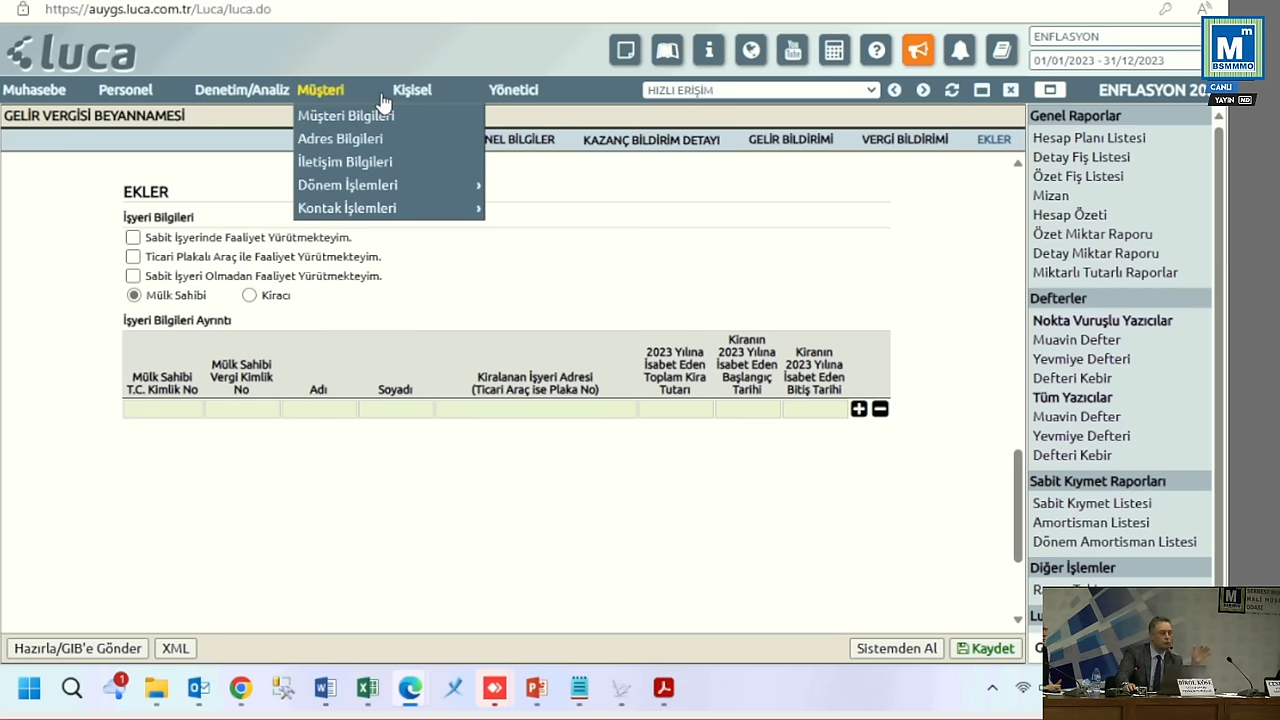 https://auygs.luca.com.tr/Luca/luca.do
luca
ENFLASYON
01/01/2023 - 31/12/2023
M m
BSMMMO
CANLI
YAYIN HD
Muhasebe Personel Denetim/Analiz Müşteri Kişisel Yönetici HIZLI ERİŞİM
GELİR VERGİSİ BEYANNAMESİ
NEL BİLGİLER KAZANÇ BİLDİRİM DETAYI GELİR BİLDİRİMİ VERGİ BİLDİRİMİ EKLER
Müşteri Bilgileri
Adres Bilgileri
İletişim Bilgileri
Dönem İşlemleri
Kontak İşlemleri
EKLER
İşyeri Bilgileri
Sabit İşyerinde Faaliyet Yürütmekteyim.
Ticari Plakalı Araç ile Faaliyet Yürütmekteyim.
Sabit İşyeri Olmadan Faaliyet Yürütmekteyim.
Mülk Sahibi Kiracı
İşyeri Bilgileri Ayrıntı
Mülk Sahibi
T.C. Kimlik No
Mülk Sahibi
Vergi Kimlik
No
Adı
Soyadı
Kiralanan İşyeri Adresi
(Ticari Araç ise Plaka No)
2023 Yılına
İsabet Eden
Toplam Kira
Tutarı
Kiranın
2023 Yılına
İsabet Eden
Başlangıç
Tarihi
Kiranın
2023 Yılına
İsabet Eden
Bitiş Tarihi
Genel Raporlar
Hesap Planı Listesi
Detay Fiş Listesi
Özet Fiş Listesi
Mizan
Hesap Özeti
Özet Miktar Raporu
Detay Miktar Raporu
Miktarlı Tutarlı Raporlar
Defterler
Nokta Vuruşlu Yazıcılar
Muavin Defter
Yevmiye Defteri
Defteri Kebir
Tüm Yazıcılar
Muavin Defter
Yevmiye Defteri
Defteri Kebir
Sabit Kıymet Raporları
Sabit Kıymet Listesi
Amortisman Listesi
Dönem Amortisman Listesi
Diğer İşlemler
Hazırla/GIB'e Gönder XML Sistemden Al Kaydet
1
BİROL KÖSE